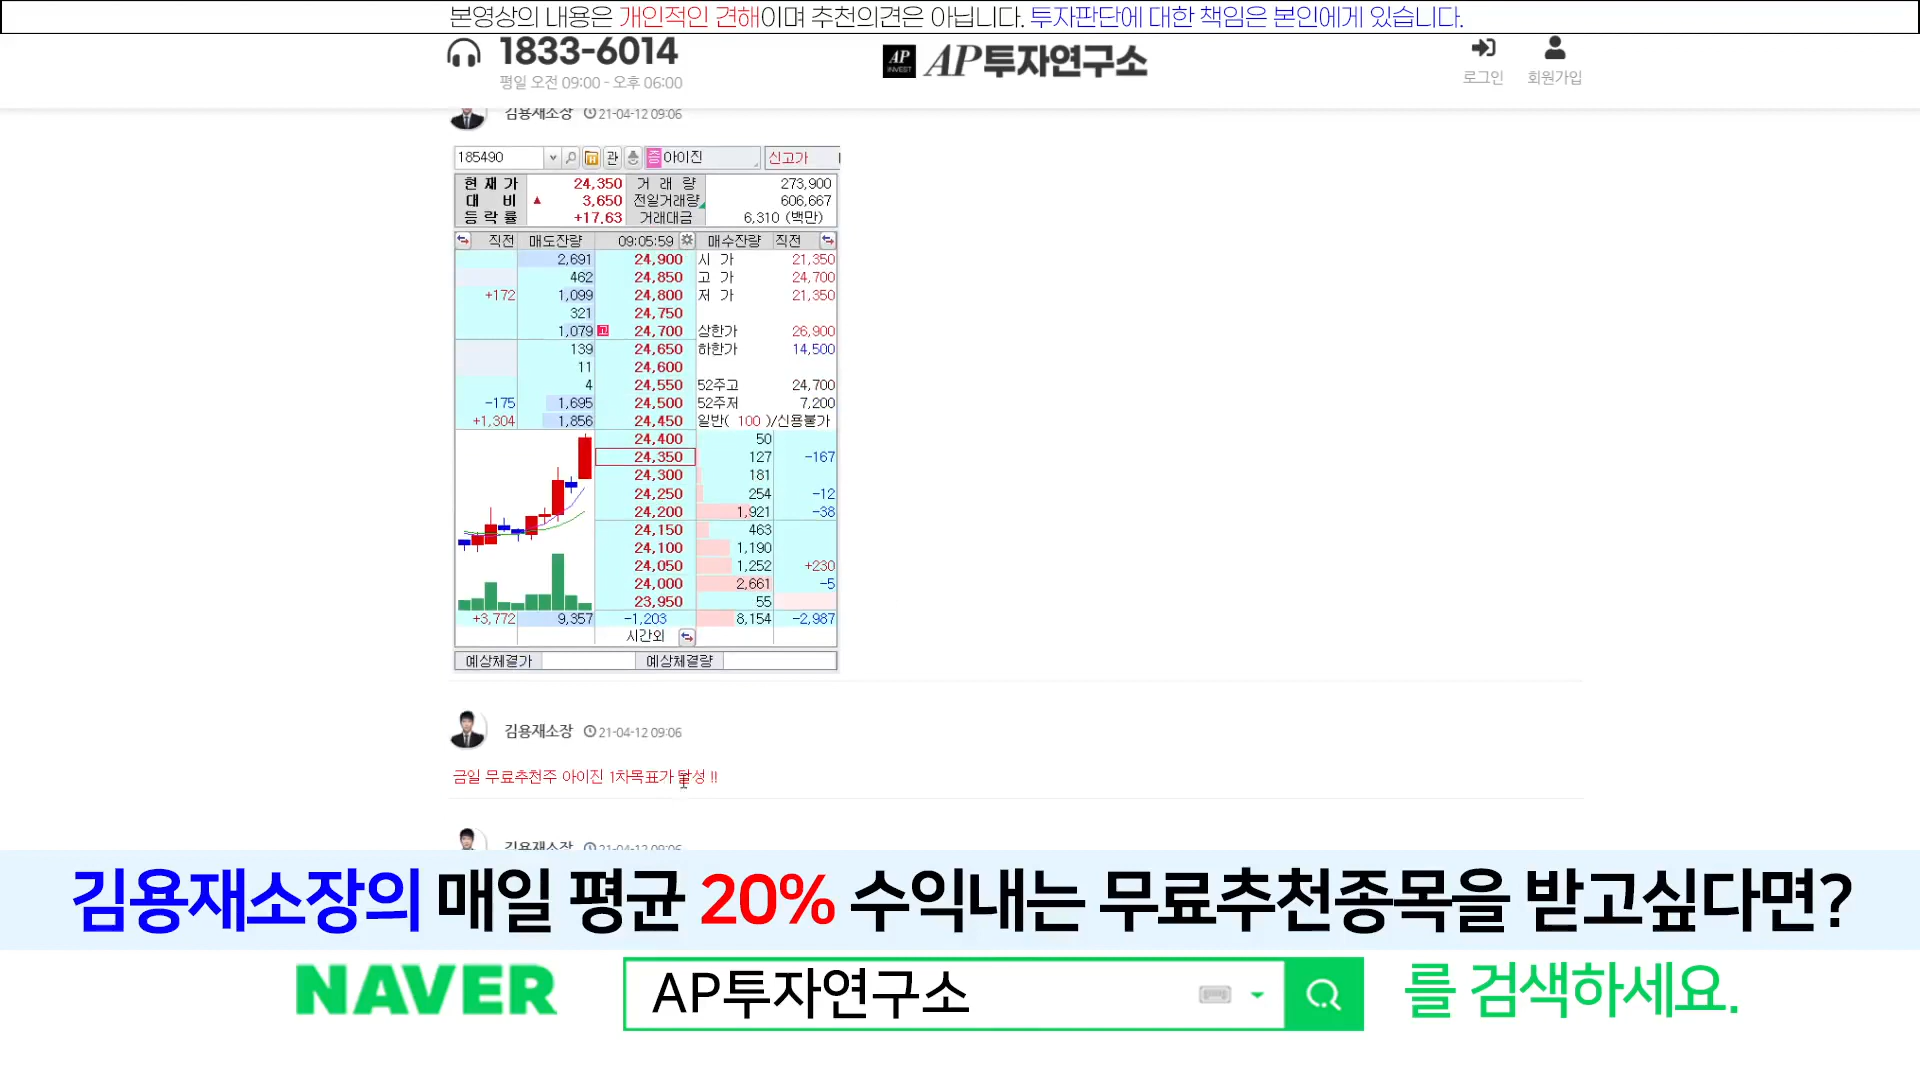 본영상의 내용은 개인적인 견해이며 추천의견은 아닙니다. 투자판단에 대한 책임은 본인에게 있습니다.
1833-6014
평일 오전 09:00 - 오후 06:00
AP INVEST AP투자연구소
로그인 회원가입
김용재소장 21-04-12 09:06
185490 관 증 아이진 신고가
현재가 24,350 거래량 273,900
대비 ▲ 3,650 전일거래량 606,667
등락률 +17.63 거래대금 6,310 (백만)
직전 매도잔량 09:05:59 매수잔량 직전
2,691 24,900 시가 21,350
462 24,850 고가 24,700
+172 1,099 24,800 저가 21,350
321 24,750
1,079 고 24,700 상한가 26,900
139 24,650 하한가 14,500
11 24,600
4 24,550 52주고 24,700
-175 1,695 24,500 52주저 7,200
+1,304 1,856 24,450 일반( 100 )/신용불가
24,400 50
24,350 127 -167
24,300 181
24,250 254 -12
24,200 1,921 -38
24,150 463
24,100 1,190
24,050 1,252 +230
24,000 2,661 -5
23,950 55
+3,772 9,357 -1,203 8,154 -2,987
시간외
예상체결가 예상체결량
김용재소장 21-04-12 09:06
금일 무료추천주 아이진 1차목표가 달성 !!
김용재소장 21-04-12 09:06
김용재소장의 매일 평균 20% 수익내는 무료추천종목을 받고싶다면?
NAVER AP투자연구소 를 검색하세요.